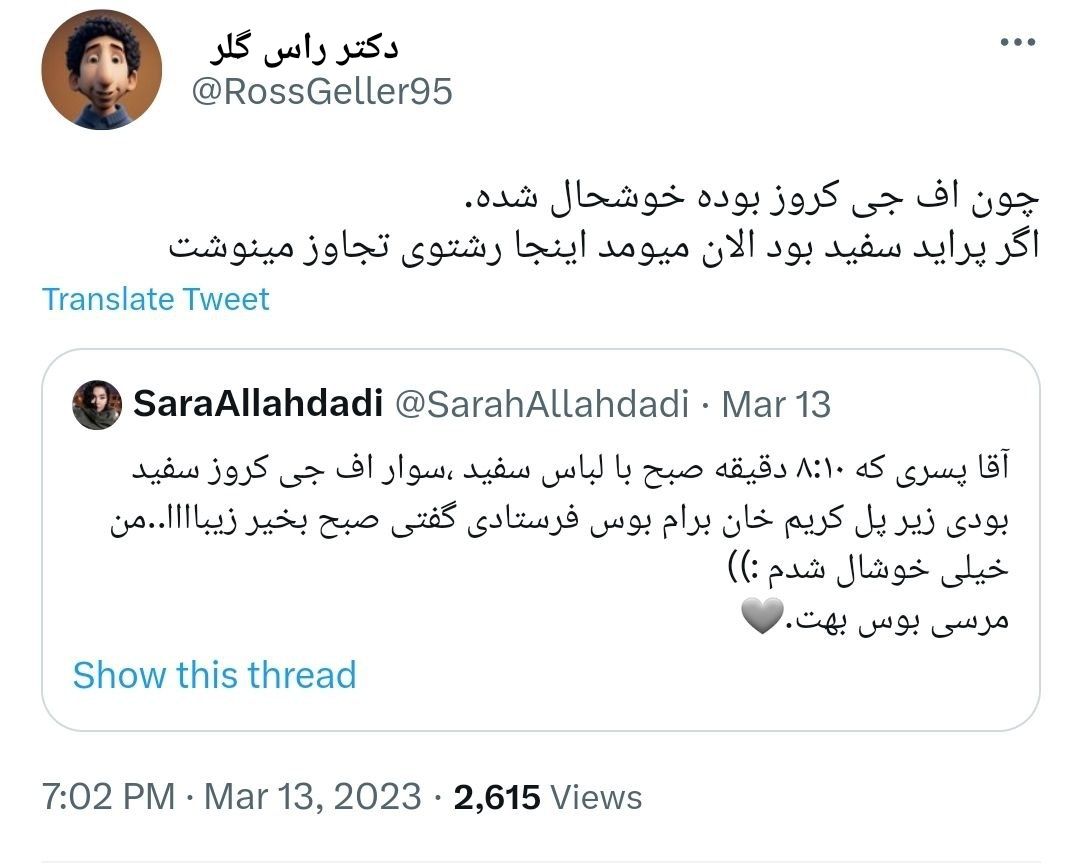 دکتر راس گلر
@RossGeller95
چون اف جی کروز بوده خوشحال شده.
اگر پراید سفید بود الان میومد اینجا رشتوی تجاوز مینوشت
Translate Tweet
SaraAllahdadi @SarahAllahdadi · Mar 13
آقا پسری که ۸:۱۰ دقیقه صبح با لباس سفید ،سوار اف جی کروز سفید
بودی زیر پل کریم خان برام بوس فرستادی گفتی صبح بخیر زیباااا..من
خیلی خوشال شدم :))
مرسی بوس بهت.🩶
Show this thread
7:02 PM · Mar 13, 2023 · 2,615 Views